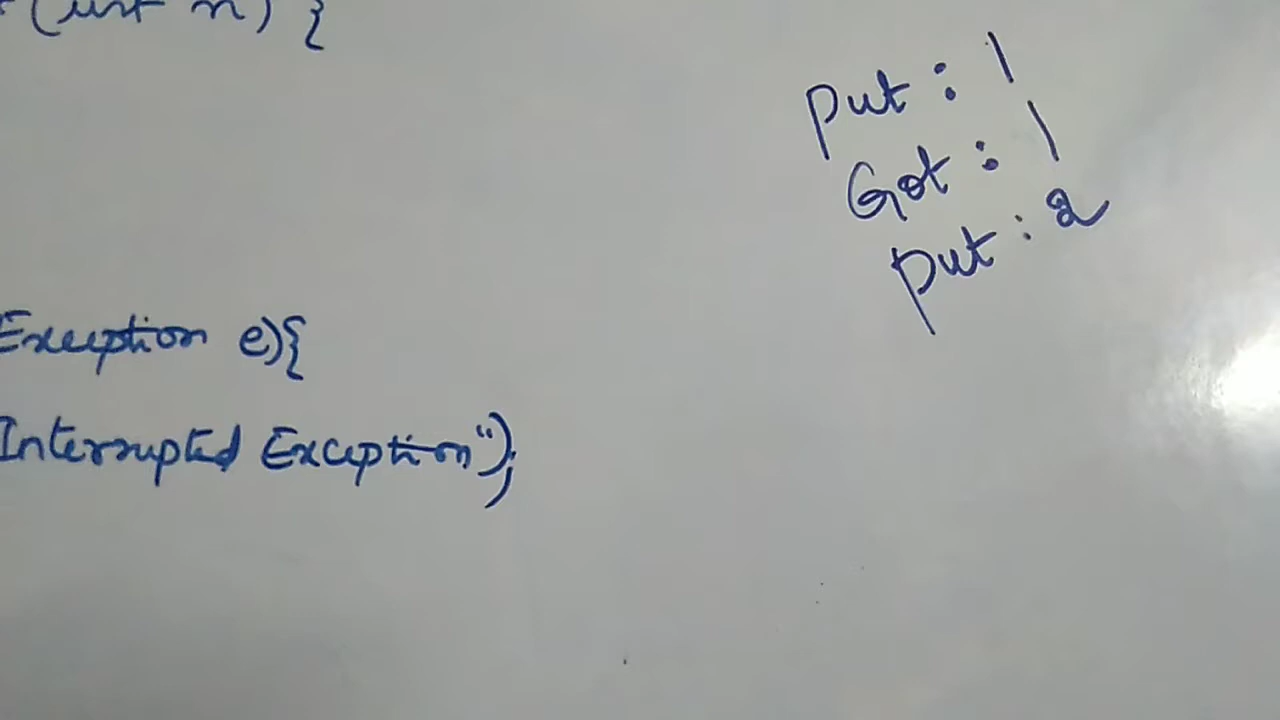 (int n) {
put : 1
Got : 1
put : 2
Exception e){
Interrupted Exception");